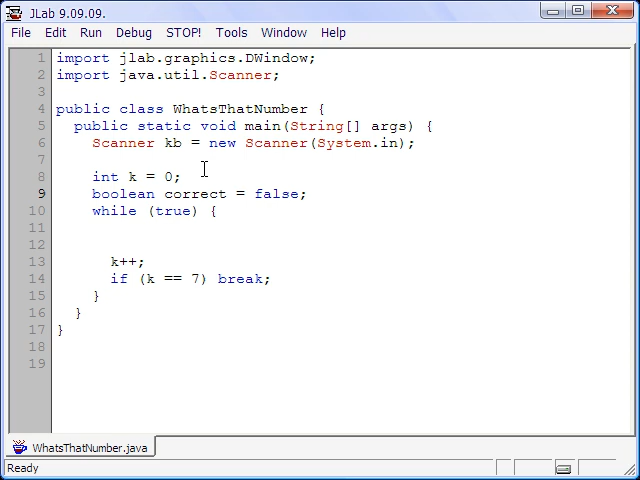 JLab 9.09.09.
File Edit Run Debug STOP! Tools Window Help
1 import jlab.graphics.DWindow;
2 import java.util.Scanner;
3
4 public class WhatsThatNumber {
5 public static void main(String[] args) {
6 Scanner kb = new Scanner(System.in);
7
8 int k = 0;
9 boolean correct = false;
10 while (true) {
11
12
13 k++;
14 if (k == 7) break;
15 }
16 }
17 }
18
19
WhatsThatNumber.java
Ready